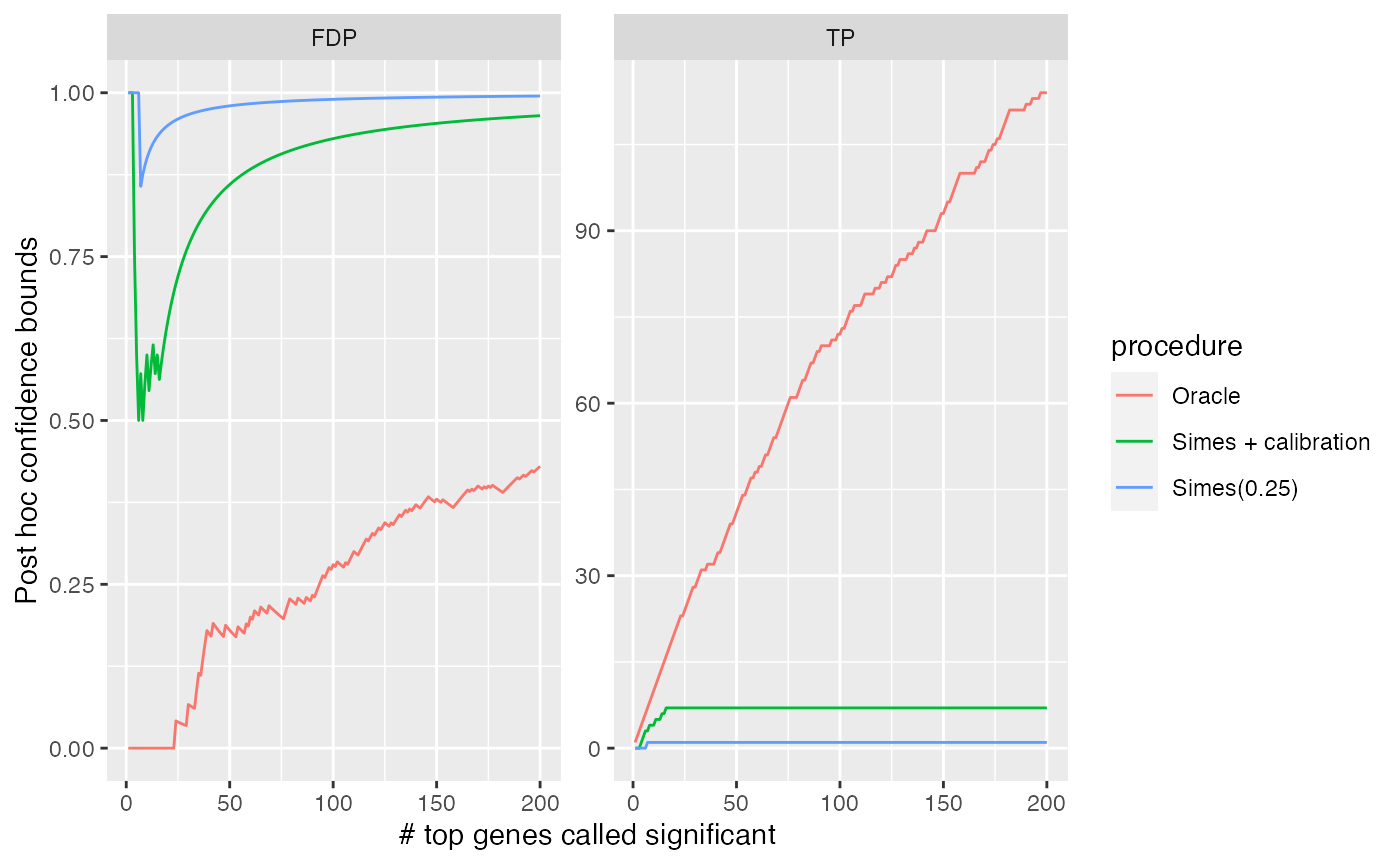 FDP
TP
Post hoc confidence bounds
1.00
0.75
0.50
0.25
0.00
90
60
30
0
0 50 100 150 200
0 50 100 150 200
# top genes called significant
procedure
Oracle
Simes + calibration
Simes(0.25)